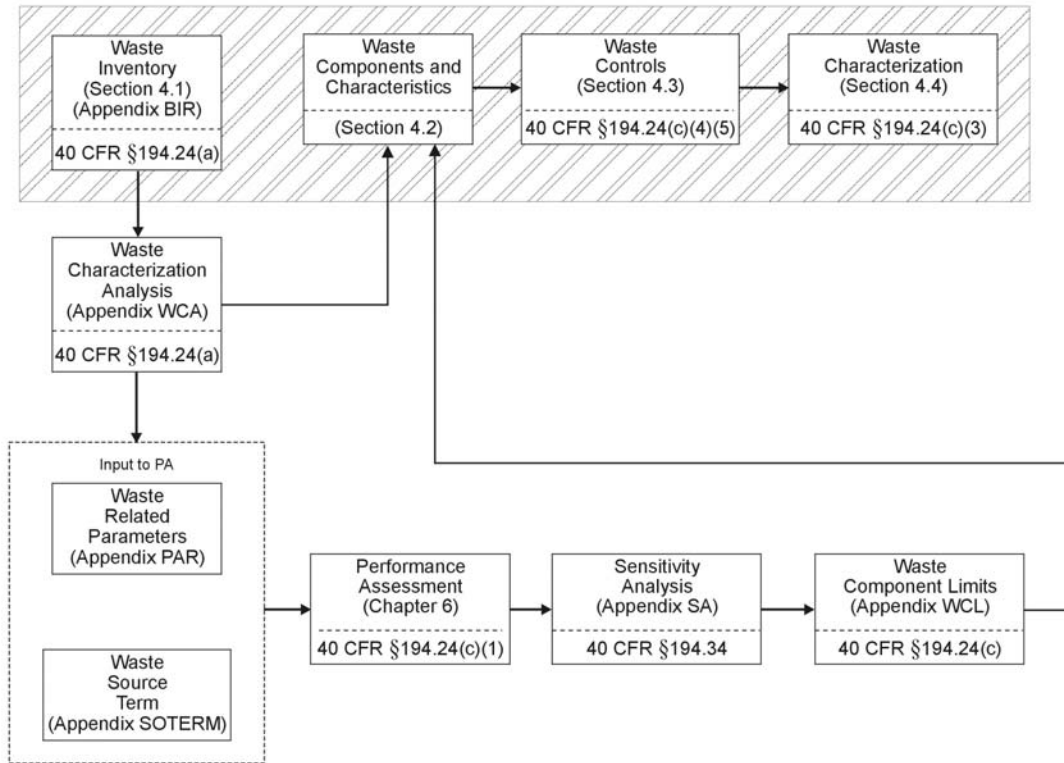 Waste
Inventory
(Section 4.1)
(Appendix BIR)
40 CFR §194.24(a)
Waste
Components and
Characteristics
(Section 4.2)
Waste
Controls
(Section 4.3)
40 CFR §194.24(c)(4)(5)
Waste
Characterization
(Section 4.4)
40 CFR §194.24(c)(3)
Waste
Characterization
Analysis
(Appendix WCA)
40 CFR §194.24(a)
Input to PA
Waste
Related
Parameters
(Appendix PAR)
Waste
Source
Term
(Appendix SOTERM)
Performance
Assessment
(Chapter 6)
40 CFR §194.24(c)(1)
Sensitivity
Analysis
(Appendix SA)
40 CFR §194.34
Waste
Component Limits
(Appendix WCL)
40 CFR §194.24(c)